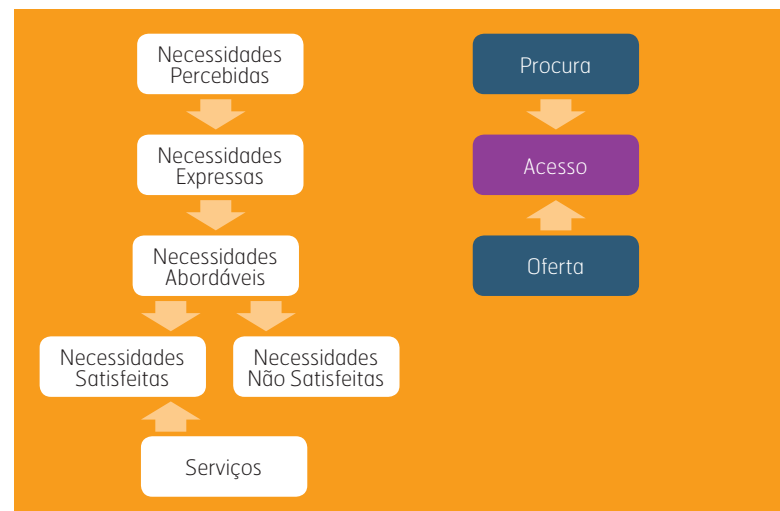 Necessidades
Percebidas
Necessidades
Expressas
Necessidades
Abordáveis
Necessidades
Satisfeitas
Necessidades
Não Satisfeitas
Serviços
Procura
Acesso
Oferta